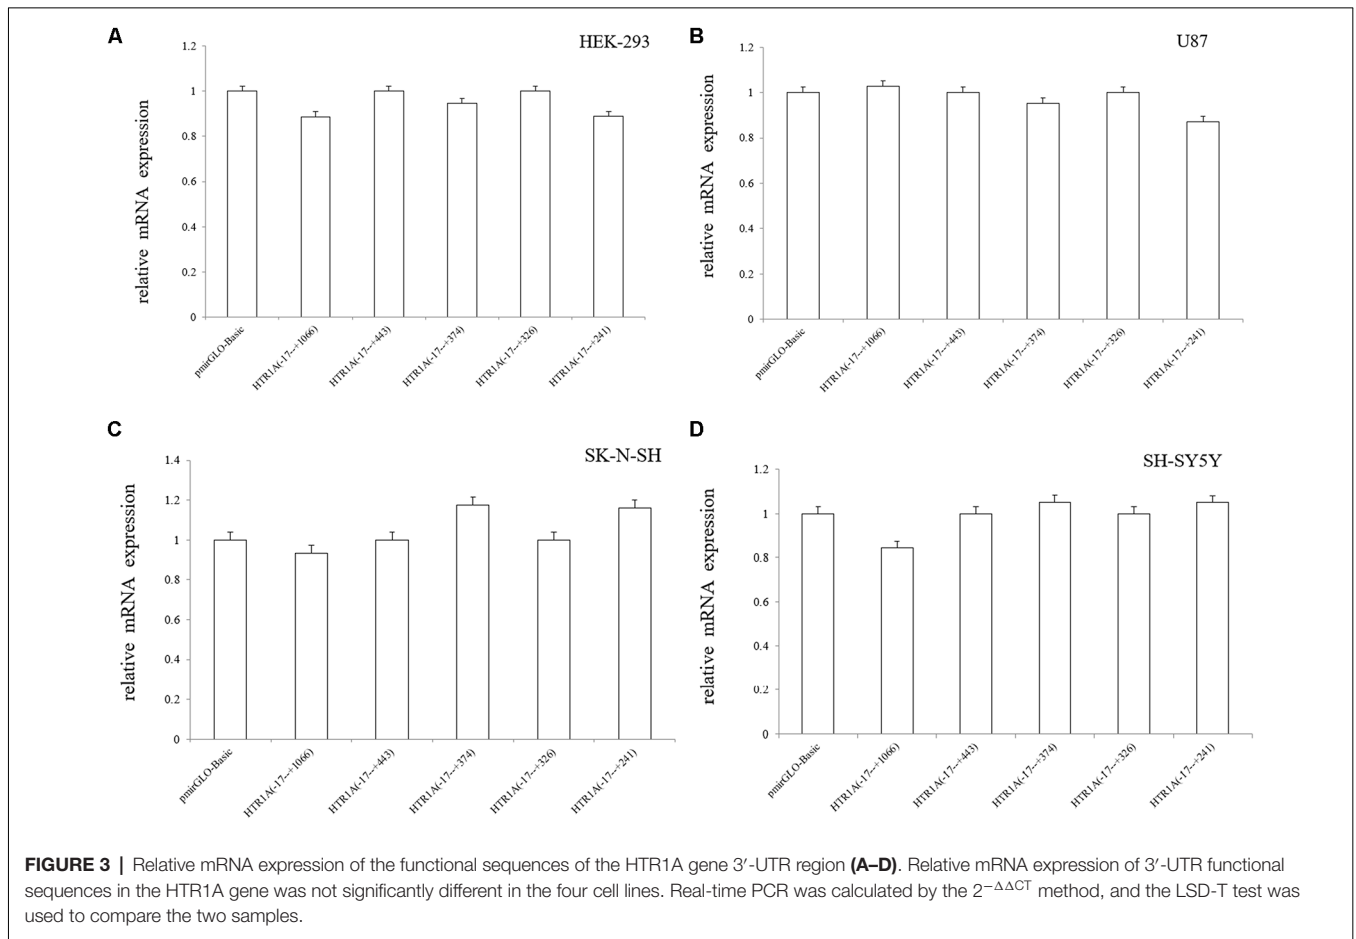 A
HEK-293
relative mRNA expression
1.2
1
0.8
0.6
0.4
0.2
0
pmirGLO-Basic
HTR1A(-17--+1066)
HTR1A(-17--+443)
HTR1A(-17--+374)
HTR1A(-17--+326)
HTR1A(-17--+241)
B
U87
relative mRNA expression
1.2
1
0.8
0.6
0.4
0.2
0
pmirGLO-Basic
HTR1A(-17--+1066)
HTR1A(-17--+443)
HTR1A(-17--+374)
HTR1A(-17--+326)
HTR1A(-17--+241)
C
SK-N-SH
relative mRNA expression
1.4
1.2
1
0.8
0.6
0.4
0.2
0
pmirGLO-Basic
HTR1A(-17--+1066)
HTR1A(-17--+443)
HTR1A(-17--+374)
HTR1A(-17--+326)
HTR1A(-17--+241)
D
SH-SY5Y
relative mRNA expression
1.2
1
0.8
0.6
0.4
0.2
0
pmirGLO-Basic
HTR1A(-17--+1066)
HTR1A(-17--+443)
HTR1A(-17--+374)
HTR1A(-17--+326)
HTR1A(-17--+241)
FIGURE 3 | Relative mRNA expression of the functional sequences of the HTR1A gene 3′-UTR region (A–D). Relative mRNA expression of 3′-UTR functional
sequences in the HTR1A gene was not significantly different in the four cell lines. Real-time PCR was calculated by the 2−ΔΔCT method, and the LSD-T test was
used to compare the two samples.